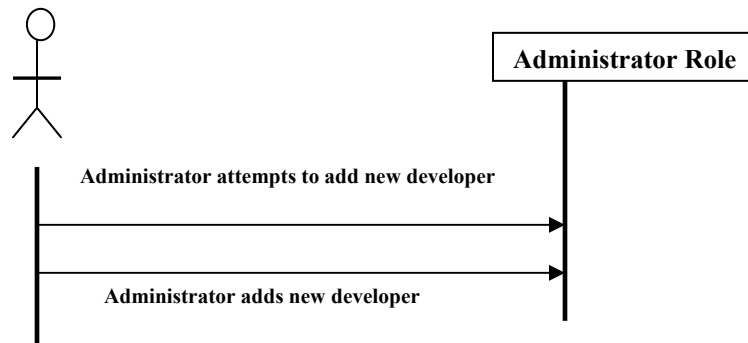 Administrator Role
Administrator attempts to add new developer
Administrator adds new developer